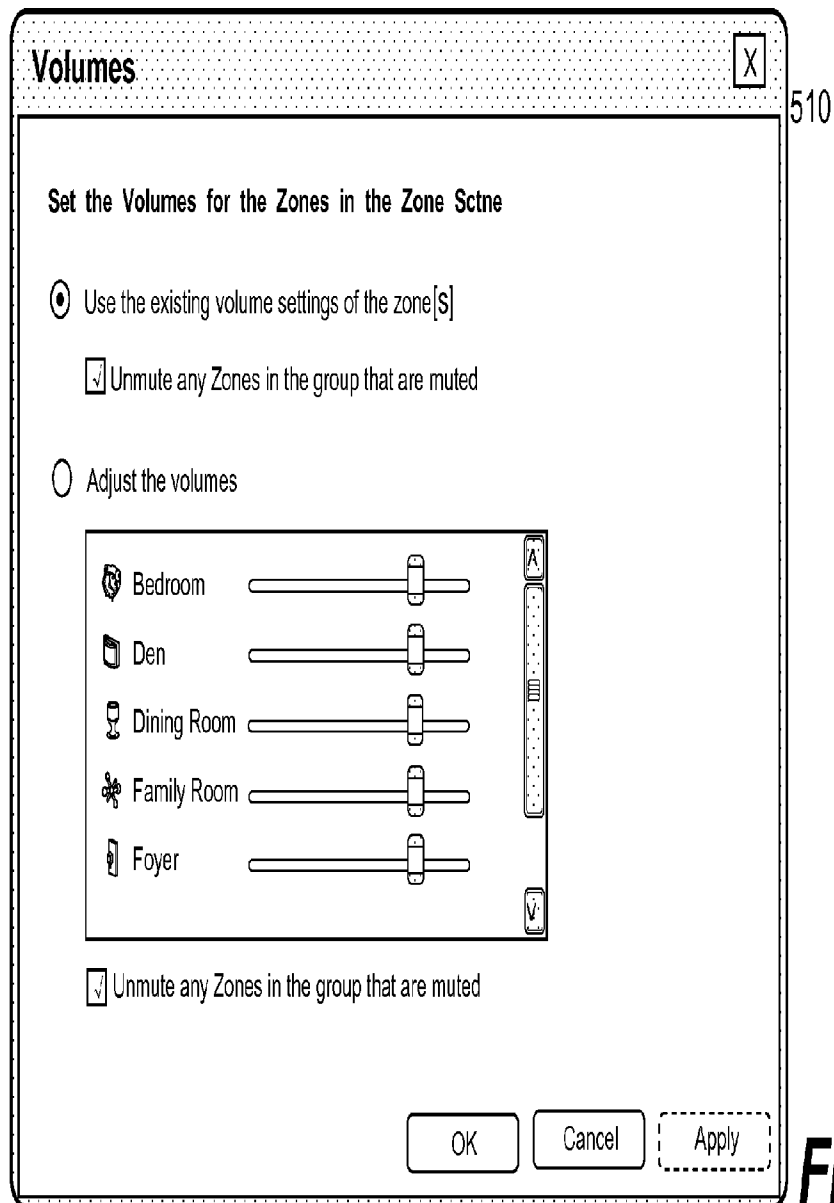 Volumes
X
510
Set the Volumes for the Zones in the Zone Sctne
Use the existing volume settings of the zone[S]
Unmute any Zones in the group that are muted
Adjust the volumes
Bedroom
Den
Dining Room
Family Room
Foyer
Unmute any Zones in the group that are muted
OK
Cancel
Apply